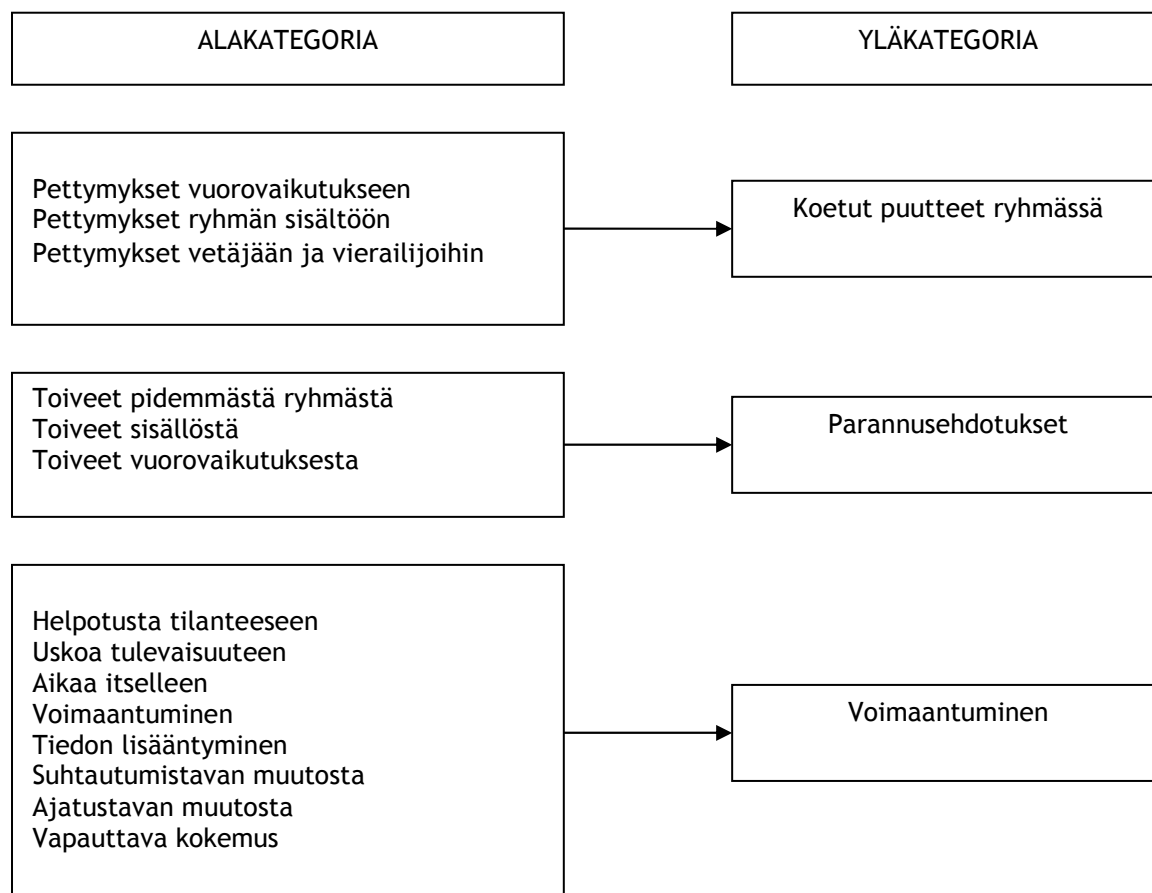 ALAKATEGORIA
YLÄKATEGORIA
Pettymykset vuorovaikutukseen
Pettymykset ryhmän sisältöön
Pettymykset vetäjään ja vierailijoihin
Koetut puutteet ryhmässä
Toiveet pidemmästä ryhmästä
Toiveet sisällöstä
Toiveet vuorovaikutuksesta
Parannusehdotukset
Helpotusta tilanteeseen
Uskoa tulevaisuuteen
Aikaa itselleen
Voimaantuminen
Tiedon lisääntyminen
Suhtautumistavan muutosta
Ajatustavan muutosta
Vapauttava kokemus
Voimaantuminen